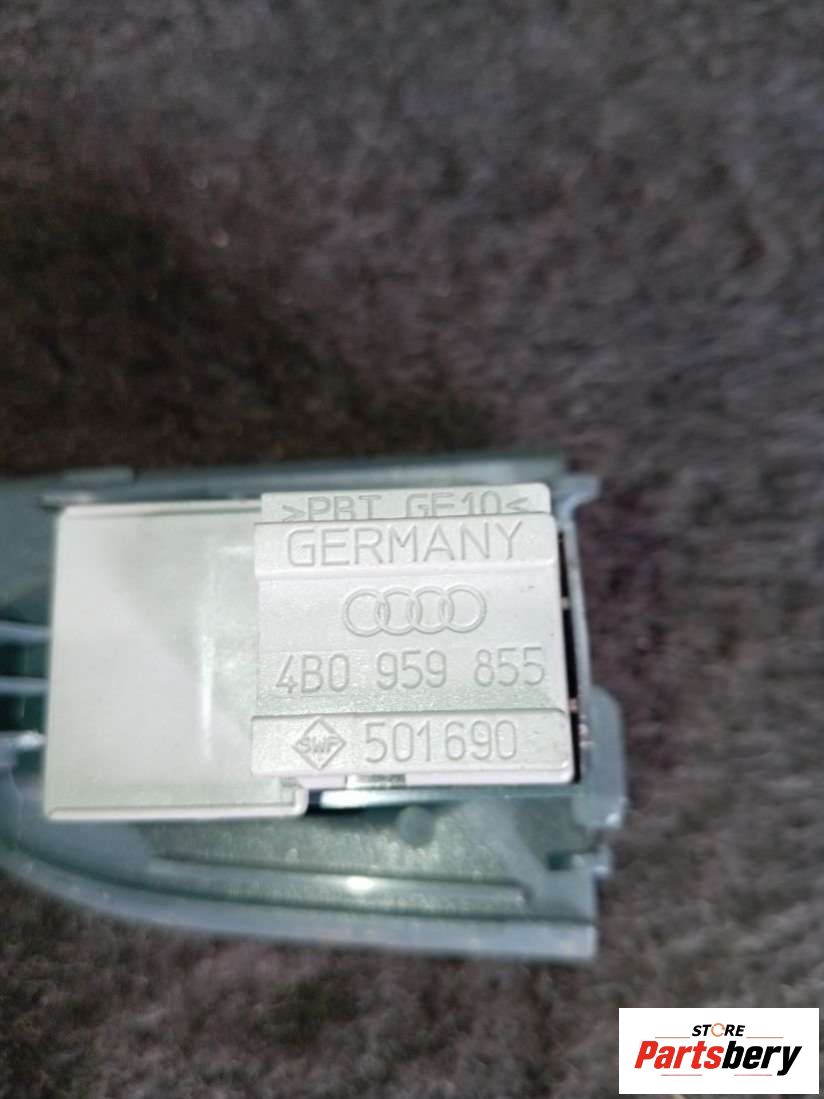 >PBT GF10<
GERMANY
4B0 959 855
SWF 501690
STORE
Partsbery